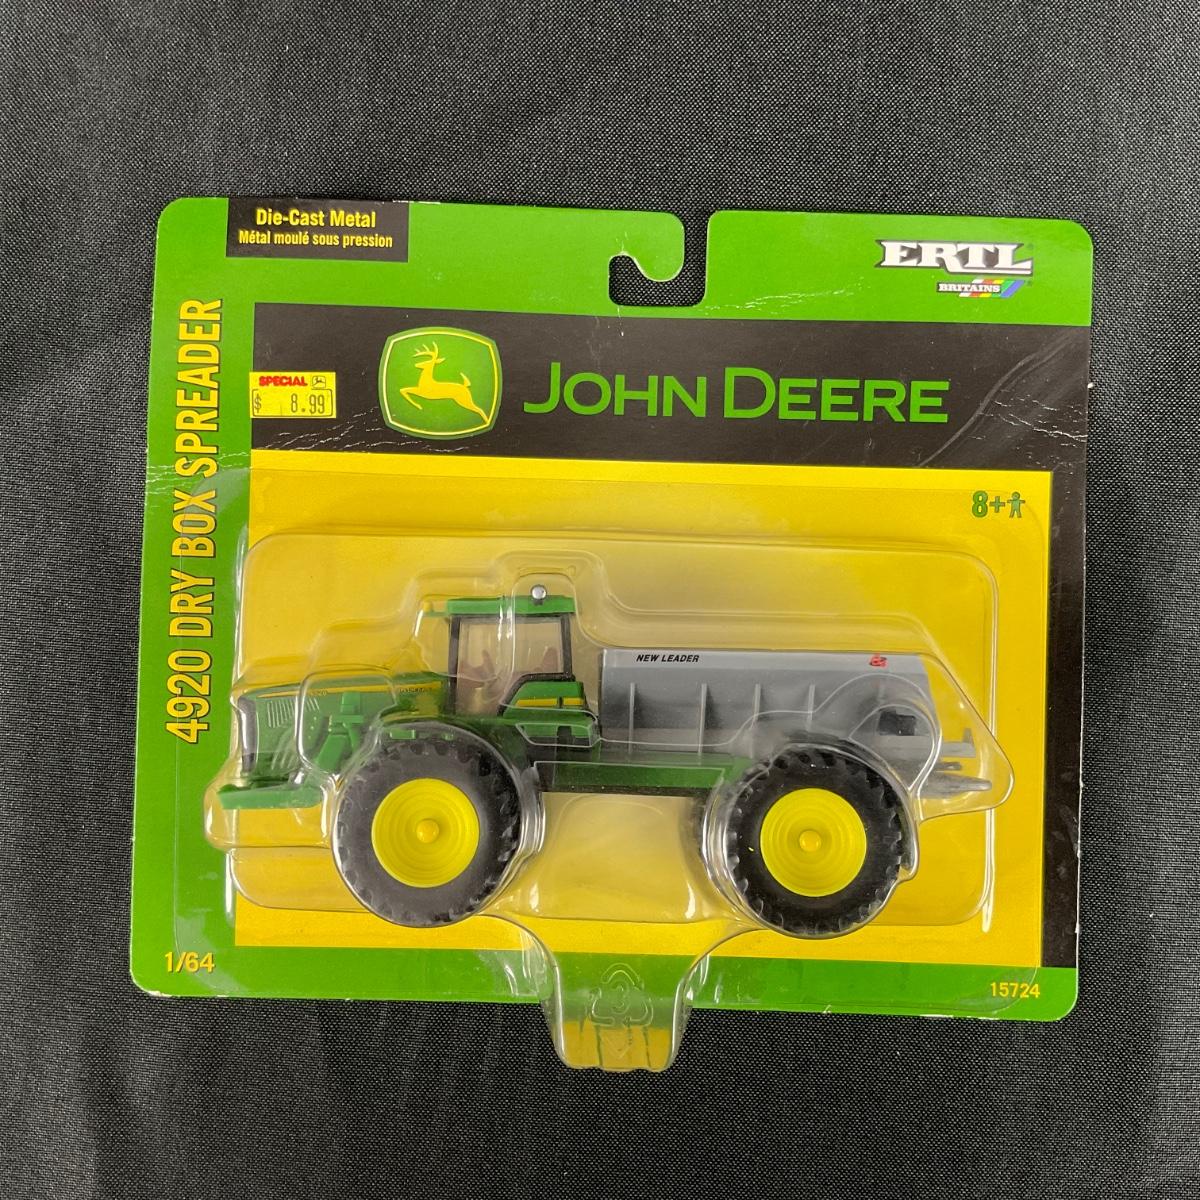 Die-Cast Metal
Métal moulé sous pression
ERTL
BRITAINS
4920 DRY BOX SPREADER
SPECIAL
$ 8.99
JOHN DEERE
8+
NEW LEADER
1/64
15724